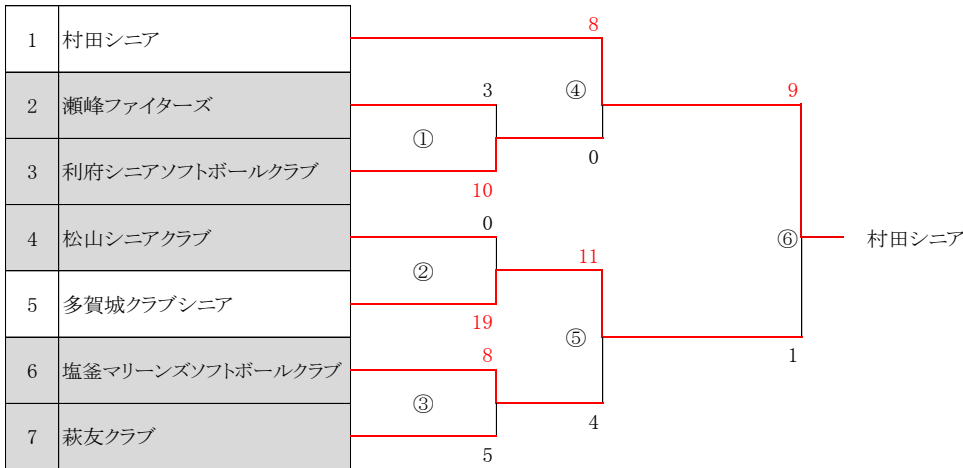 1 村田シニア
2 瀬峰ファイターズ
3 利府シニアソフトボールクラブ
4 松山シニアクラブ
5 多賀城クラブシニア
6 塩釜マリーンズソフトボールクラブ
7 萩友クラブ
3
①
10
0
②
19
8
③
5
8
④
0
11
⑤
4
9
⑥
1
村田シニア